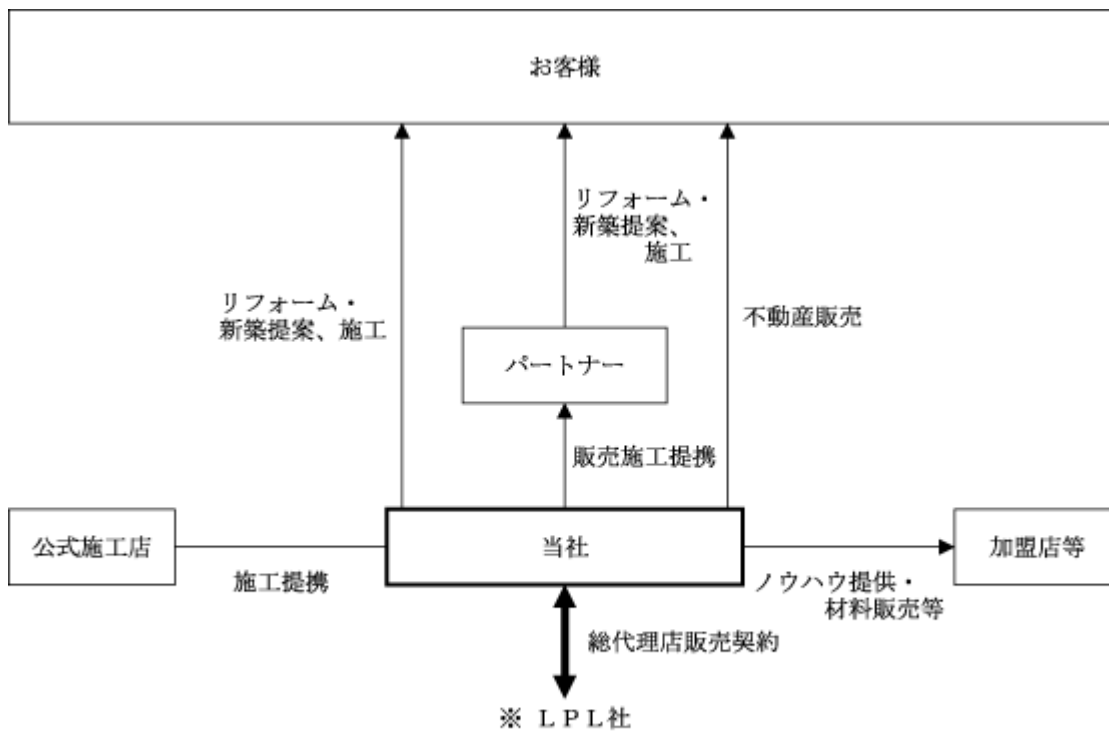 お客様
リフォーム・
新築提案、
施工
リフォーム・
新築提案、施工
不動産販売
パートナー
販売施工提携
公式施工店
当社
加盟店等
施工提携
ノウハウ提供・
材料販売等
総代理店販売契約
※ ＬＰＬ社